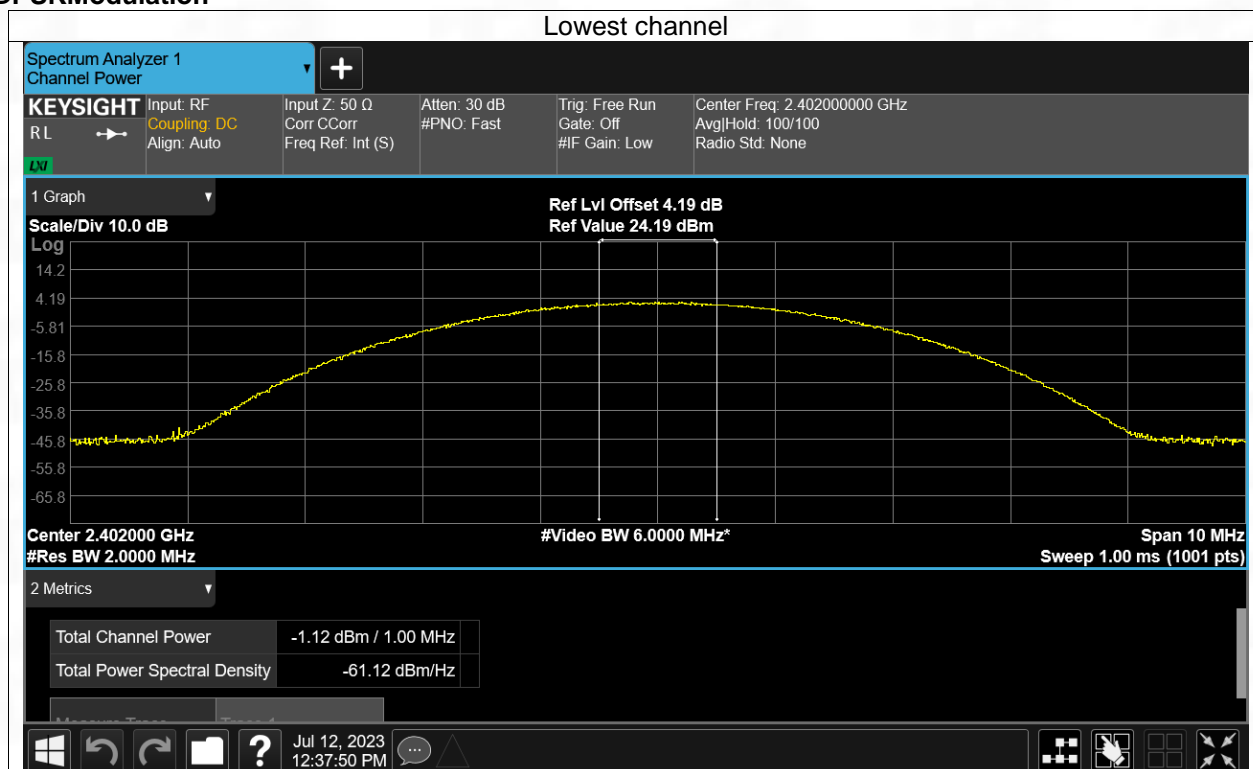 Lowest channel
Spectrum Analyzer 1
Channel Power
+
KEYSIGHT
RL
LXI
Input: RF
Coupling: DC
Align: Auto
Input Z: 50 Ω
Corr CCorr
Freq Ref: Int (S)
Atten: 30 dB
#PNO: Fast
Trig: Free Run
Gate: Off
#IF Gain: Low
Center Freq: 2.402000000 GHz
Avg|Hold: 100/100
Radio Std: None
1 Graph
Scale/Div 10.0 dB
Ref Lvl Offset 4.19 dB
Ref Value 24.19 dBm
Log
14.2
4.19
-5.81
-15.8
-25.8
-35.8
-45.8
-55.8
-65.8
Center 2.402000 GHz
#Res BW 2.0000 MHz
#Video BW 6.0000 MHz*
Span 10 MHz
Sweep 1.00 ms (1001 pts)
2 Metrics
Total Channel Power -1.12 dBm / 1.00 MHz
Total Power Spectral Density -61.12 dBm/Hz
?
Jul 12, 2023
12:37:50 PM